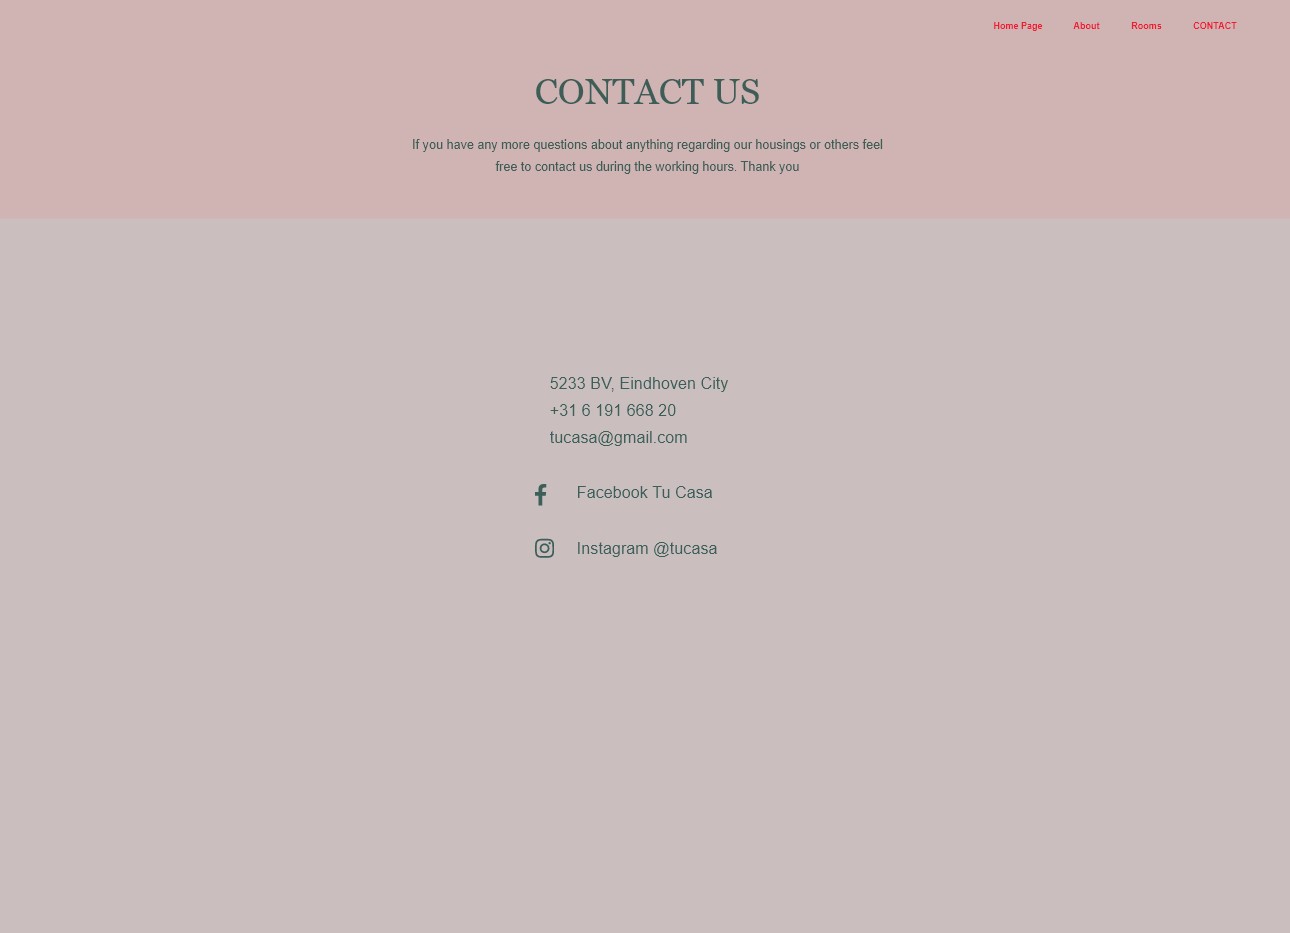 Home Page
About
Rooms
CONTACT
CONTACT US
If you have any more questions about anything regarding our housings or others feel
free to contact us during the working hours. Thank you
5233 BV, Eindhoven City
+31 6 191 668 20
tucasa@gmail.com
Facebook Tu Casa
Instagram @tucasa